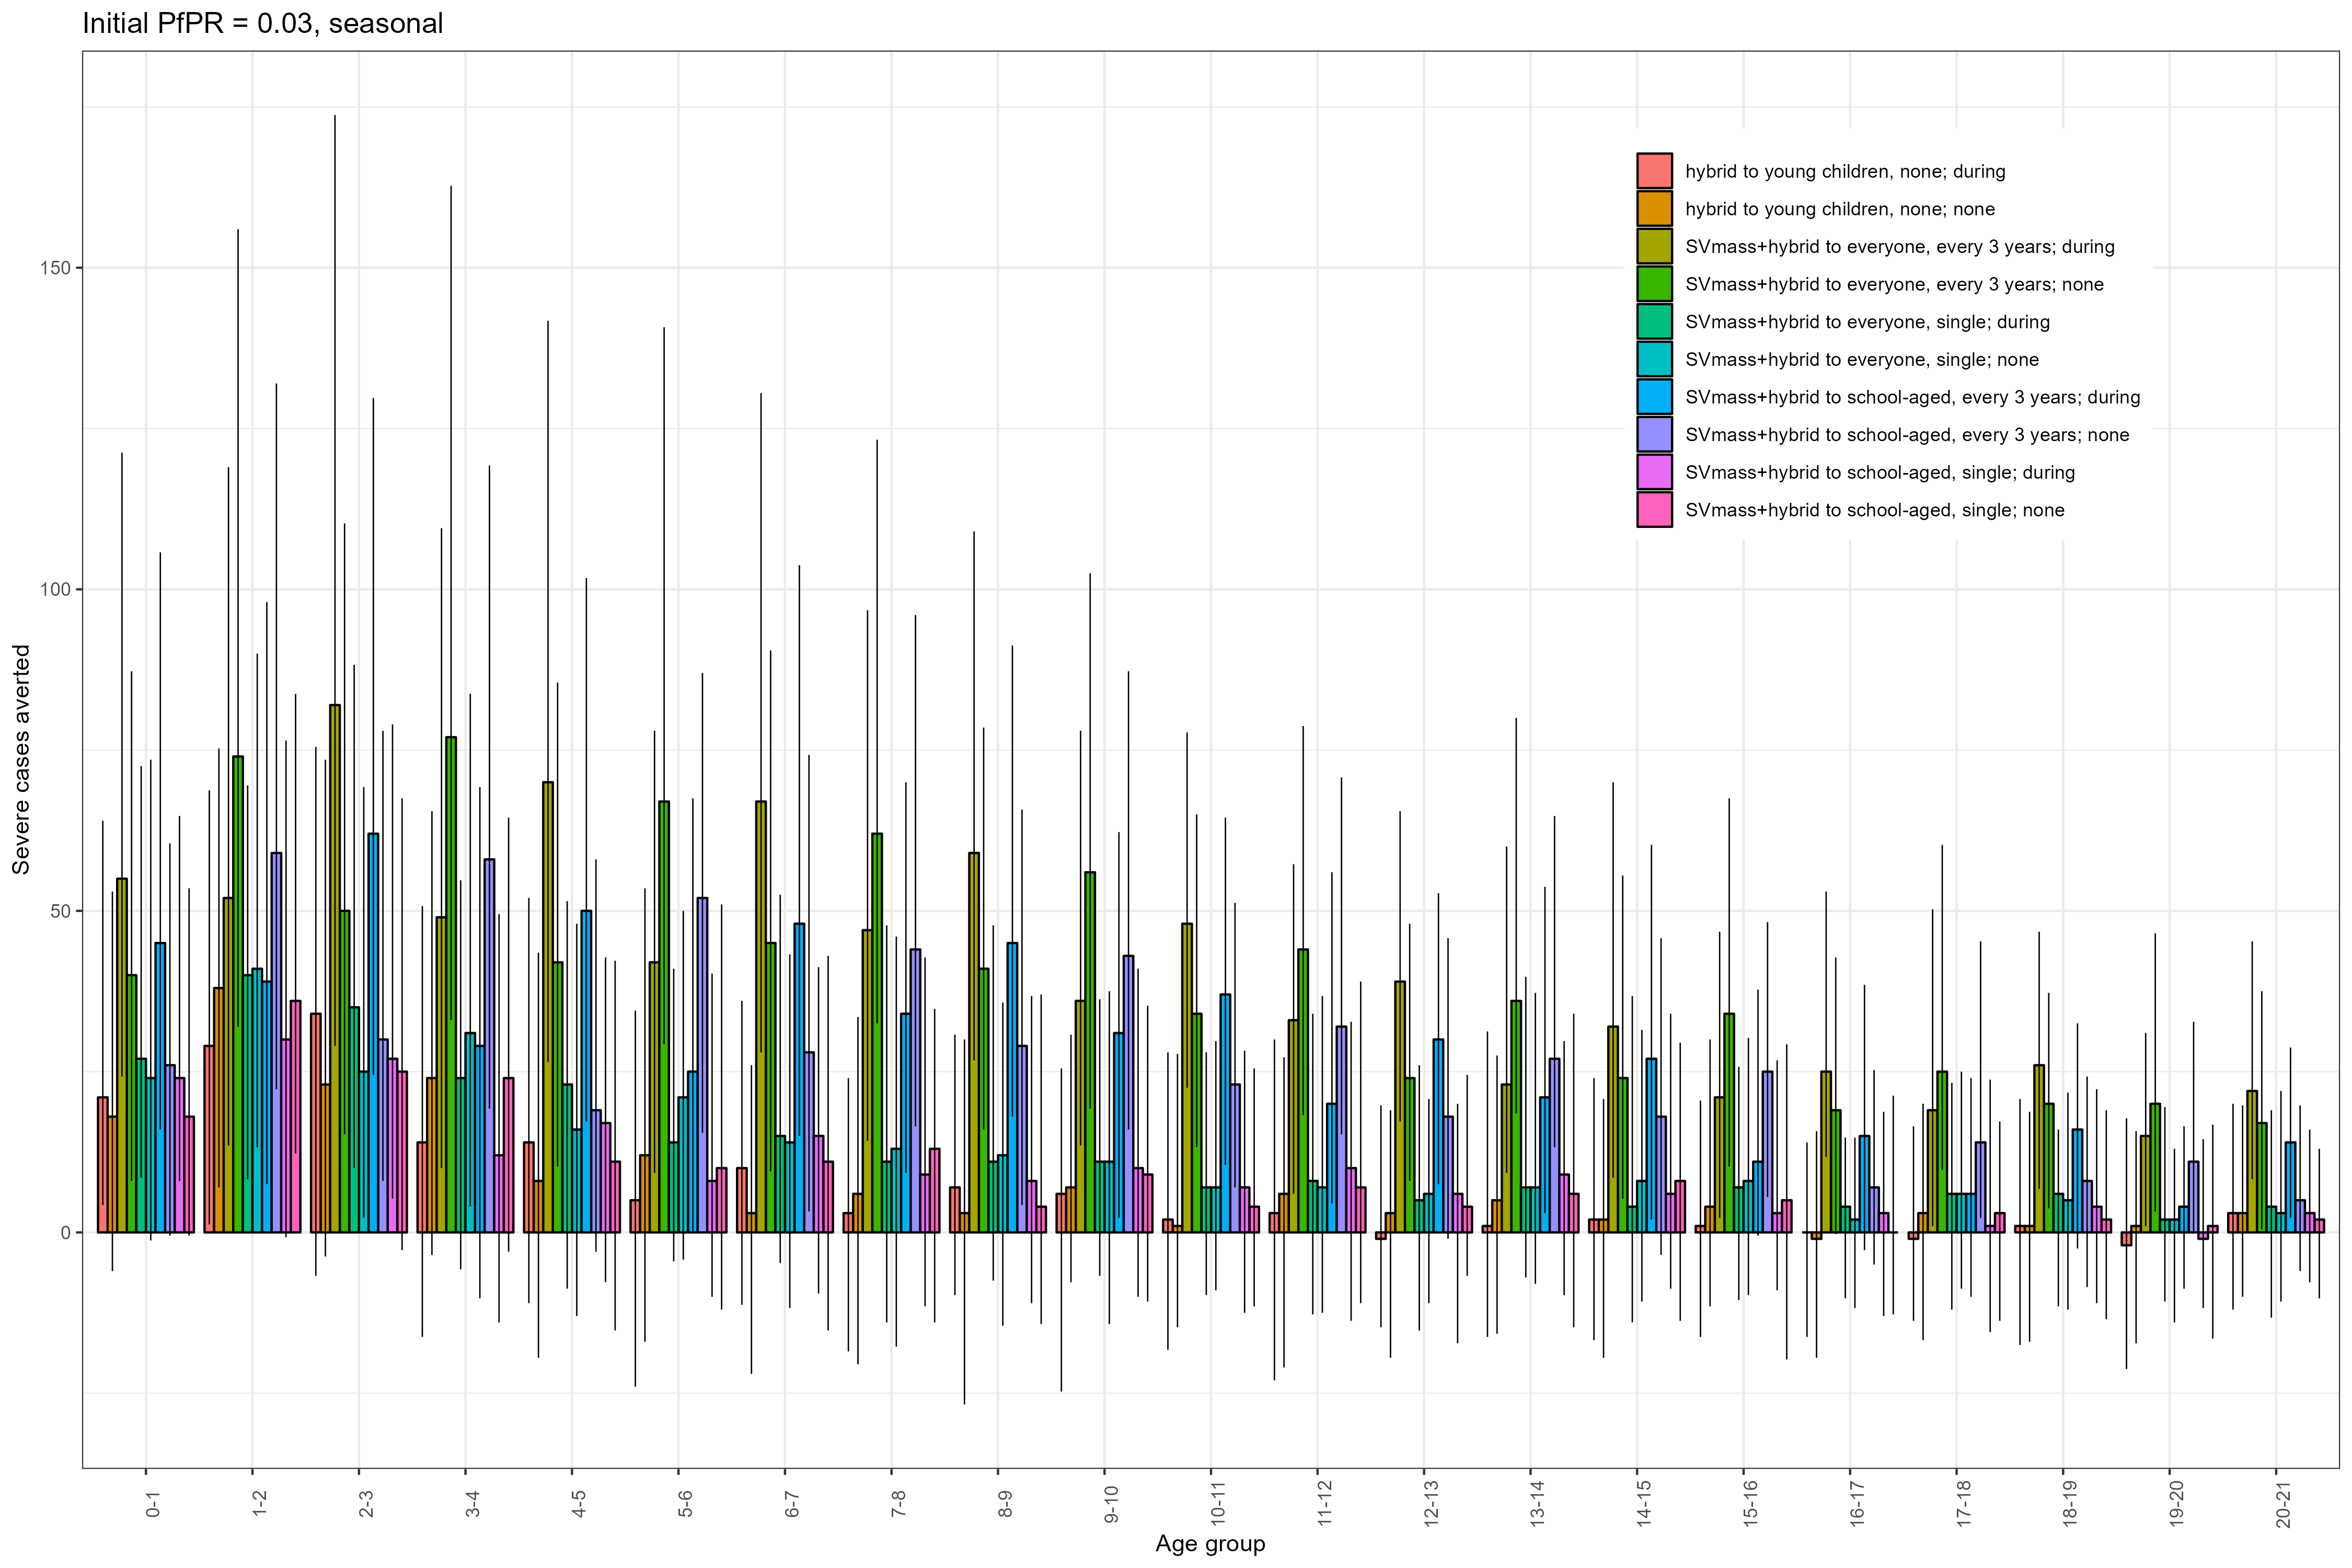 Initial PfPR = 0.03, seasonal
Severe cases averted
150
100
50
0
hybrid to young children, none; during
hybrid to young children, none; none
SVmass+hybrid to everyone, every 3 years; during
SVmass+hybrid to everyone, every 3 years; none
SVmass+hybrid to everyone, single; during
SVmass+hybrid to everyone, single; none
SVmass+hybrid to school-aged, every 3 years; during
SVmass+hybrid to school-aged, every 3 years; none
SVmass+hybrid to school-aged, single; during
SVmass+hybrid to school-aged, single; none
0-1
1-2
2-3
3-4
4-5
5-6
6-7
7-8
8-9
9-10
10-11
11-12
12-13
13-14
14-15
15-16
16-17
17-18
18-19
19-20
20-21
Age group